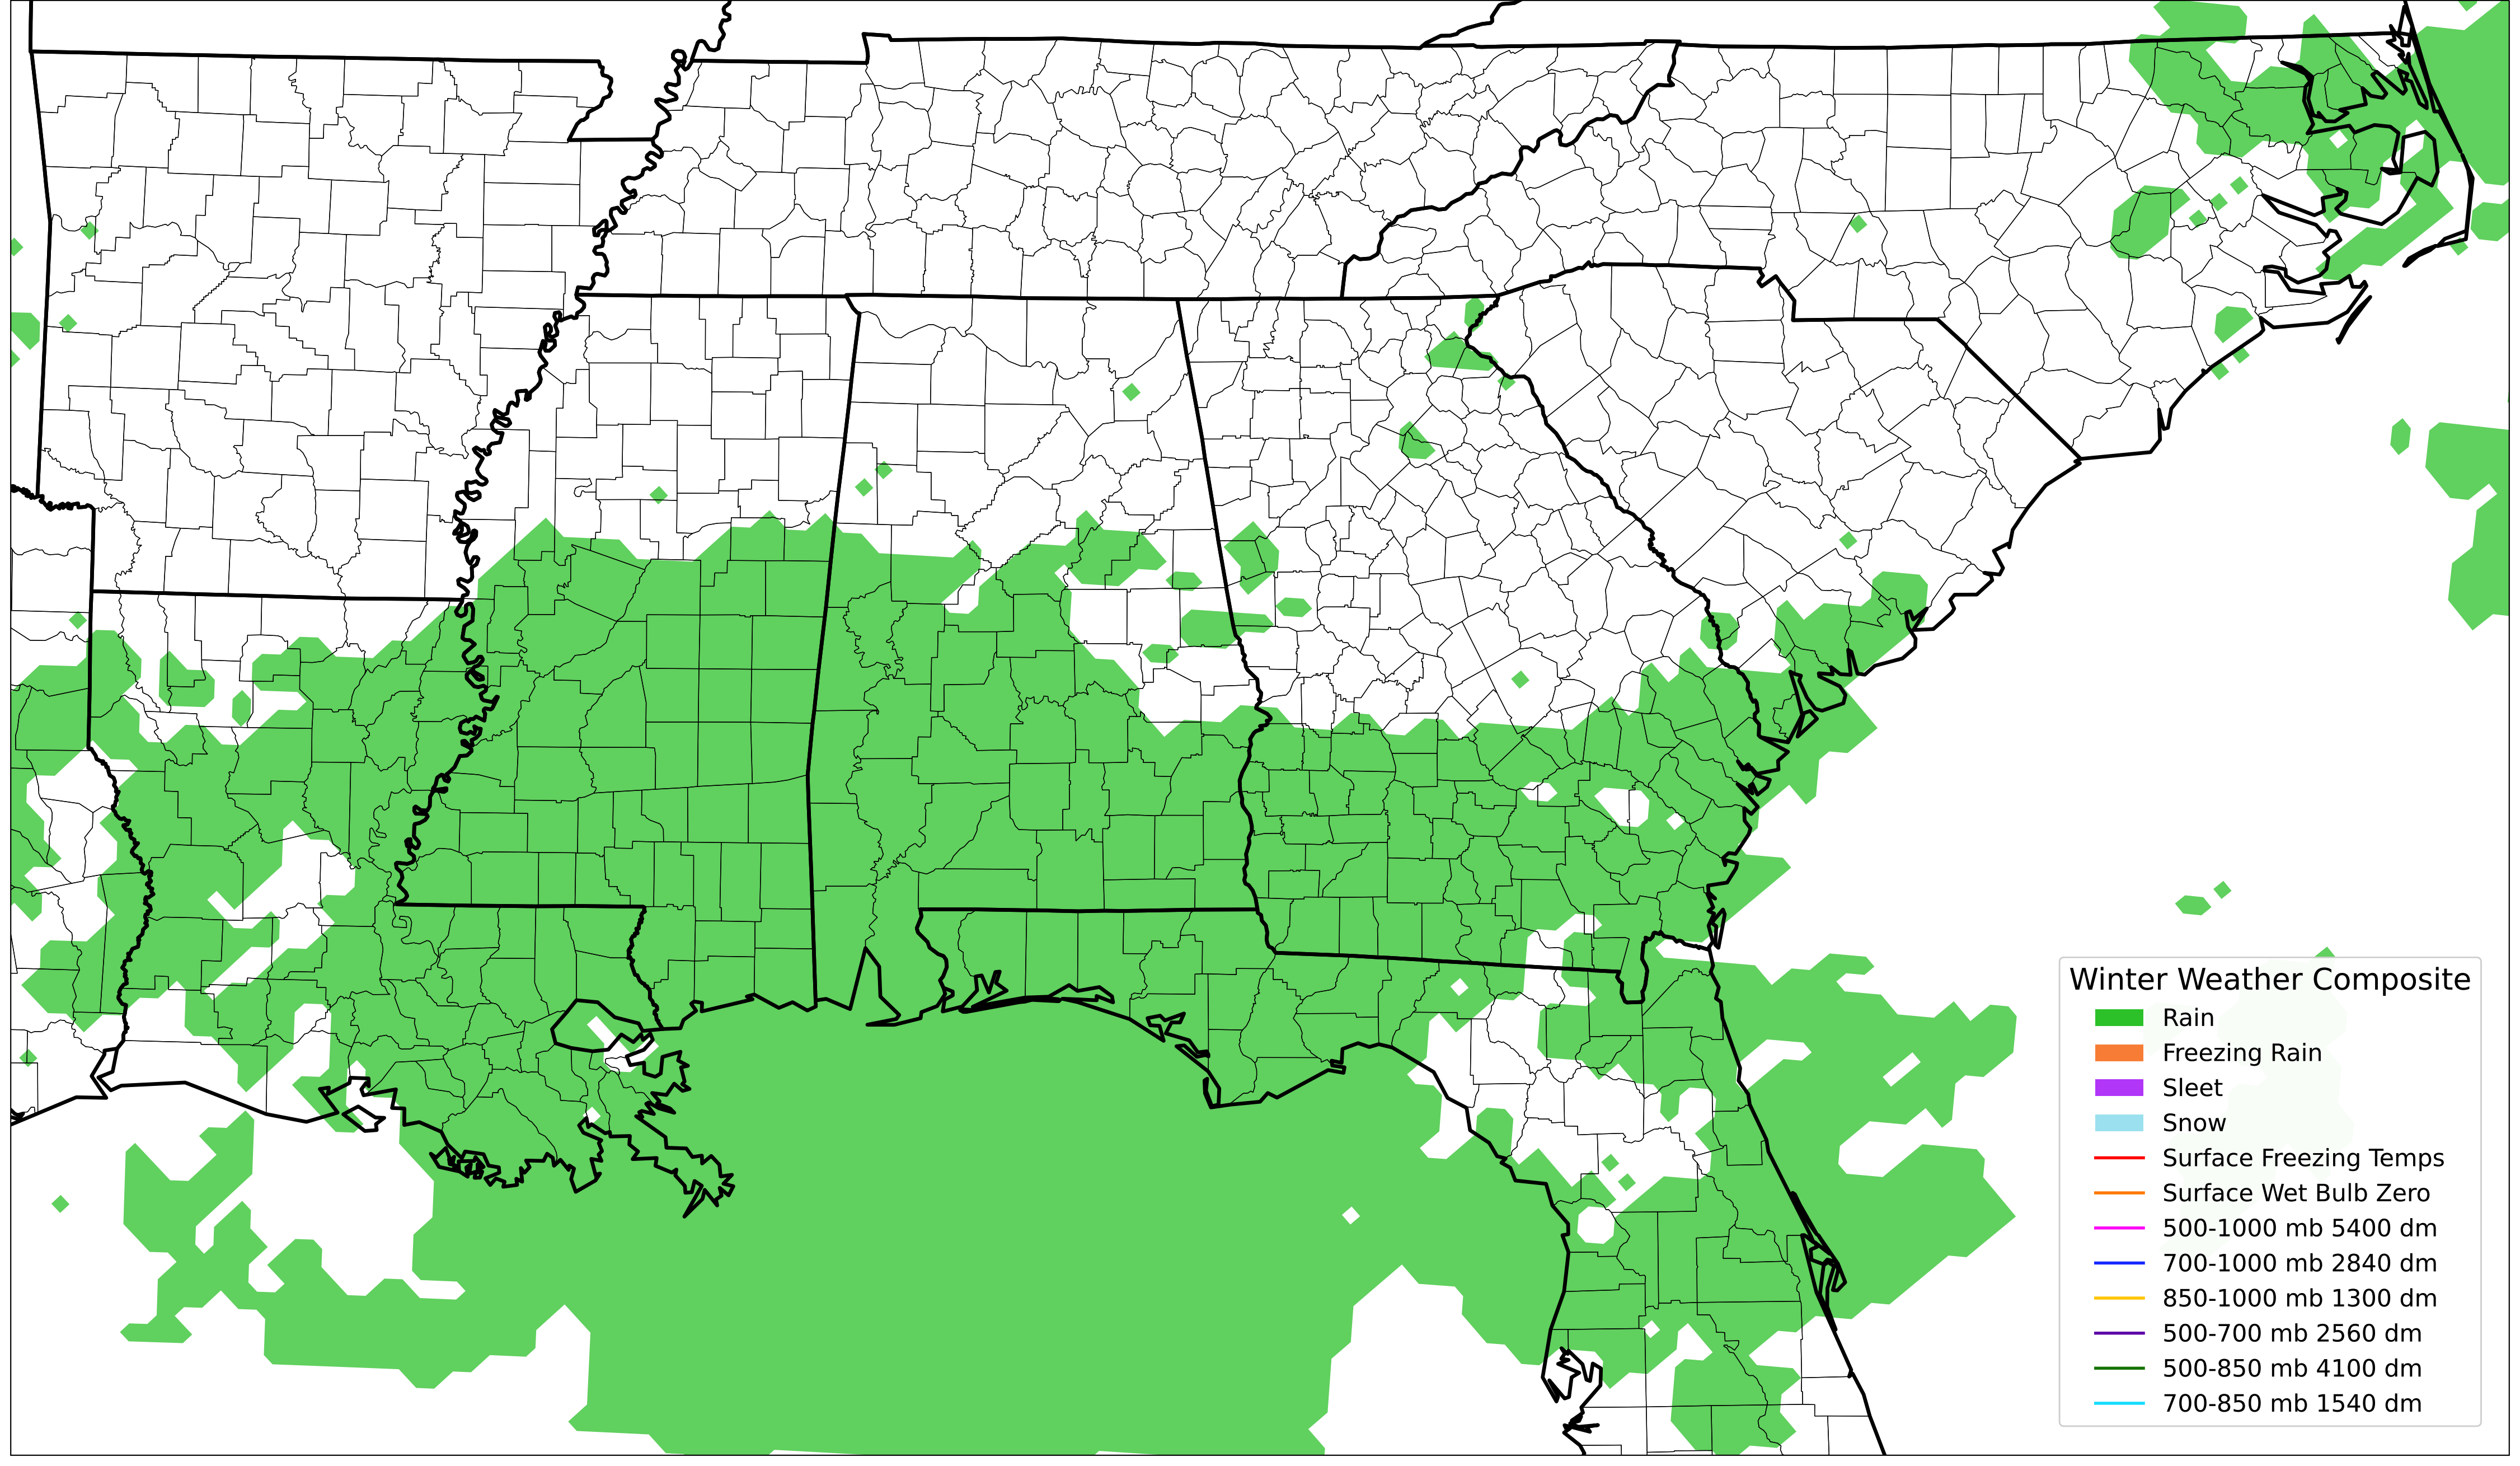 Winter Weather Composite
Rain
Freezing Rain
Sleet
Snow
Surface Freezing Temps
Surface Wet Bulb Zero
500-1000 mb 5400 dm
700-1000 mb 2840 dm
850-1000 mb 1300 dm
500-700 mb 2560 dm
500-850 mb 4100 dm
700-850 mb 1540 dm